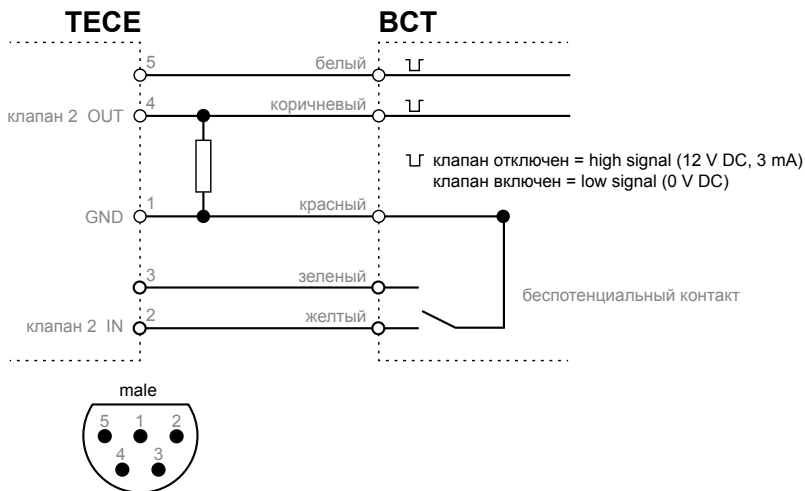 TECE BCT
5 белый
4 коричневый
клапан 2 OUT
клапан отключен = high signal (12 V DC, 3 mA)
клапан включен = low signal (0 V DC)
1 красный
GND
3 зеленый
беспотенциальный контакт
2 желтый
клапан 2 IN
male
5 1 2
4 3